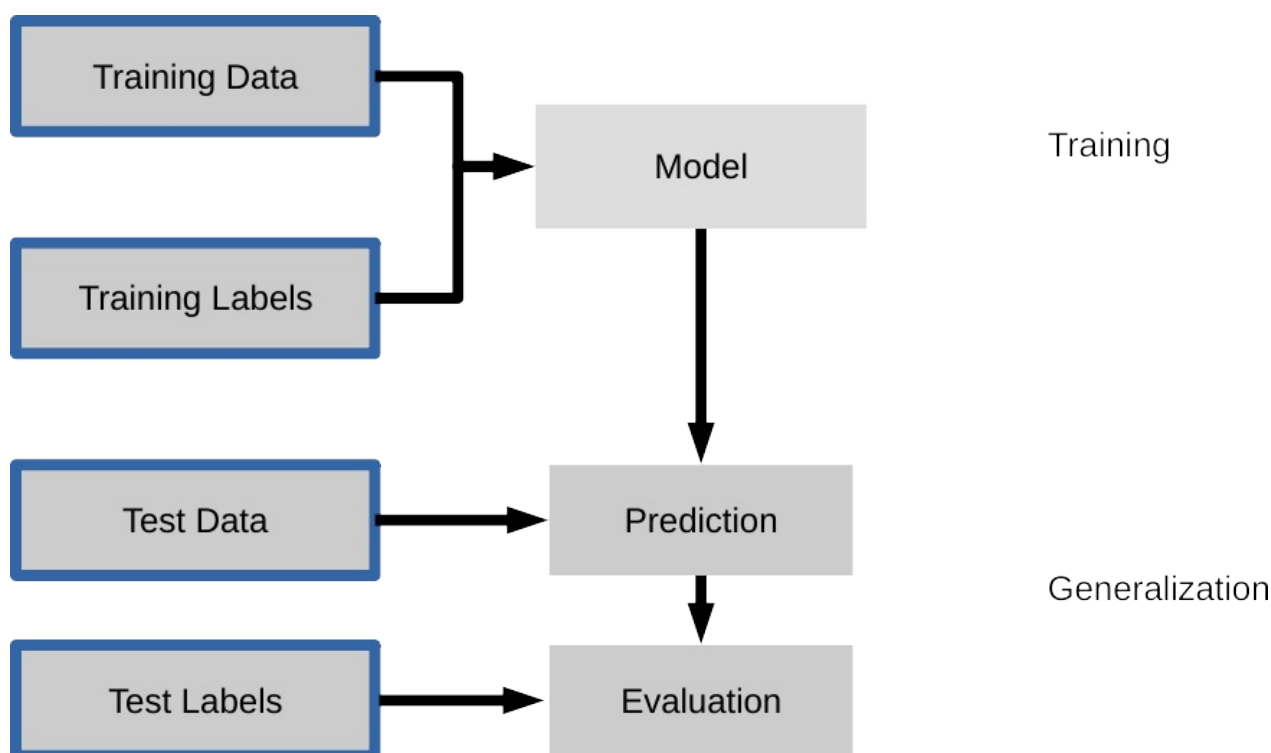 Training Data
Model
Training
Training Labels
Test Data
Prediction
Generalization
Test Labels
Evaluation